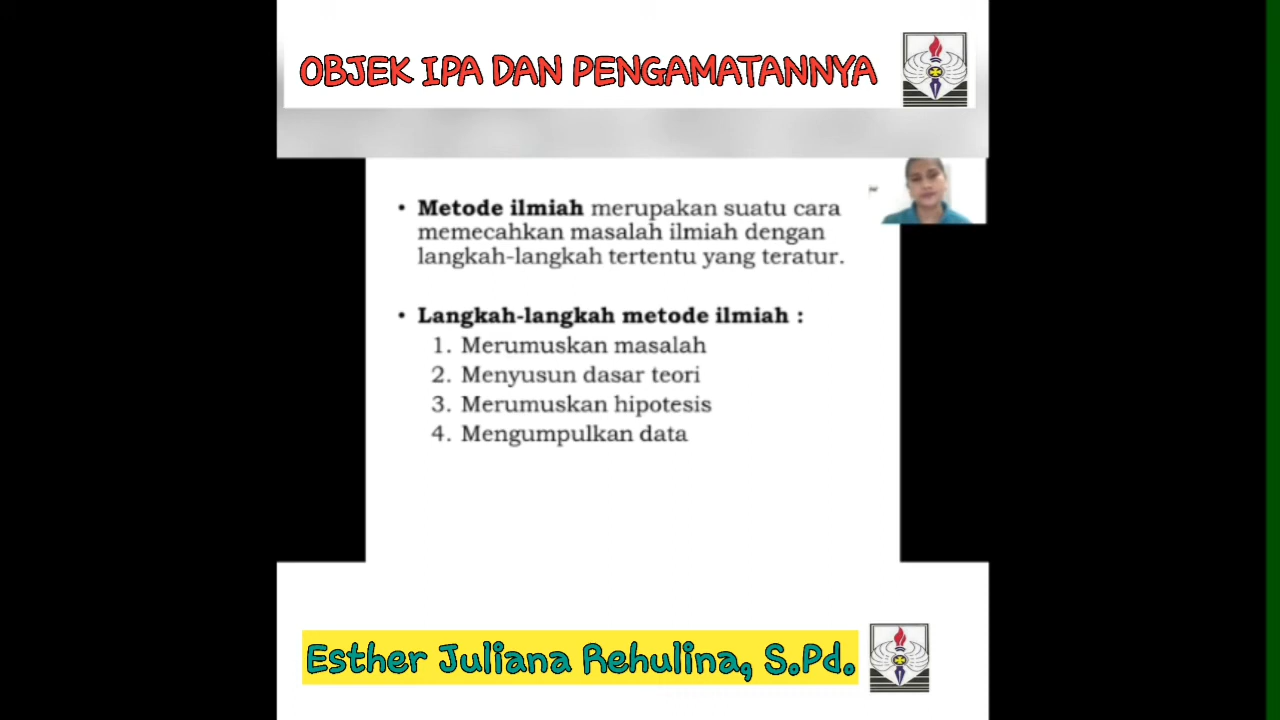 OBJEK IPA DAN PENGAMATANNYA
• Metode ilmiah merupakan suatu cara
memecahkan masalah ilmiah dengan
langkah-langkah tertentu yang teratur.
• Langkah-langkah metode ilmiah :
1. Merumuskan masalah
2. Menyusun dasar teori
3. Merumuskan hipotesis
4. Mengumpulkan data
Esther Juliana Rehulina, S.Pd.